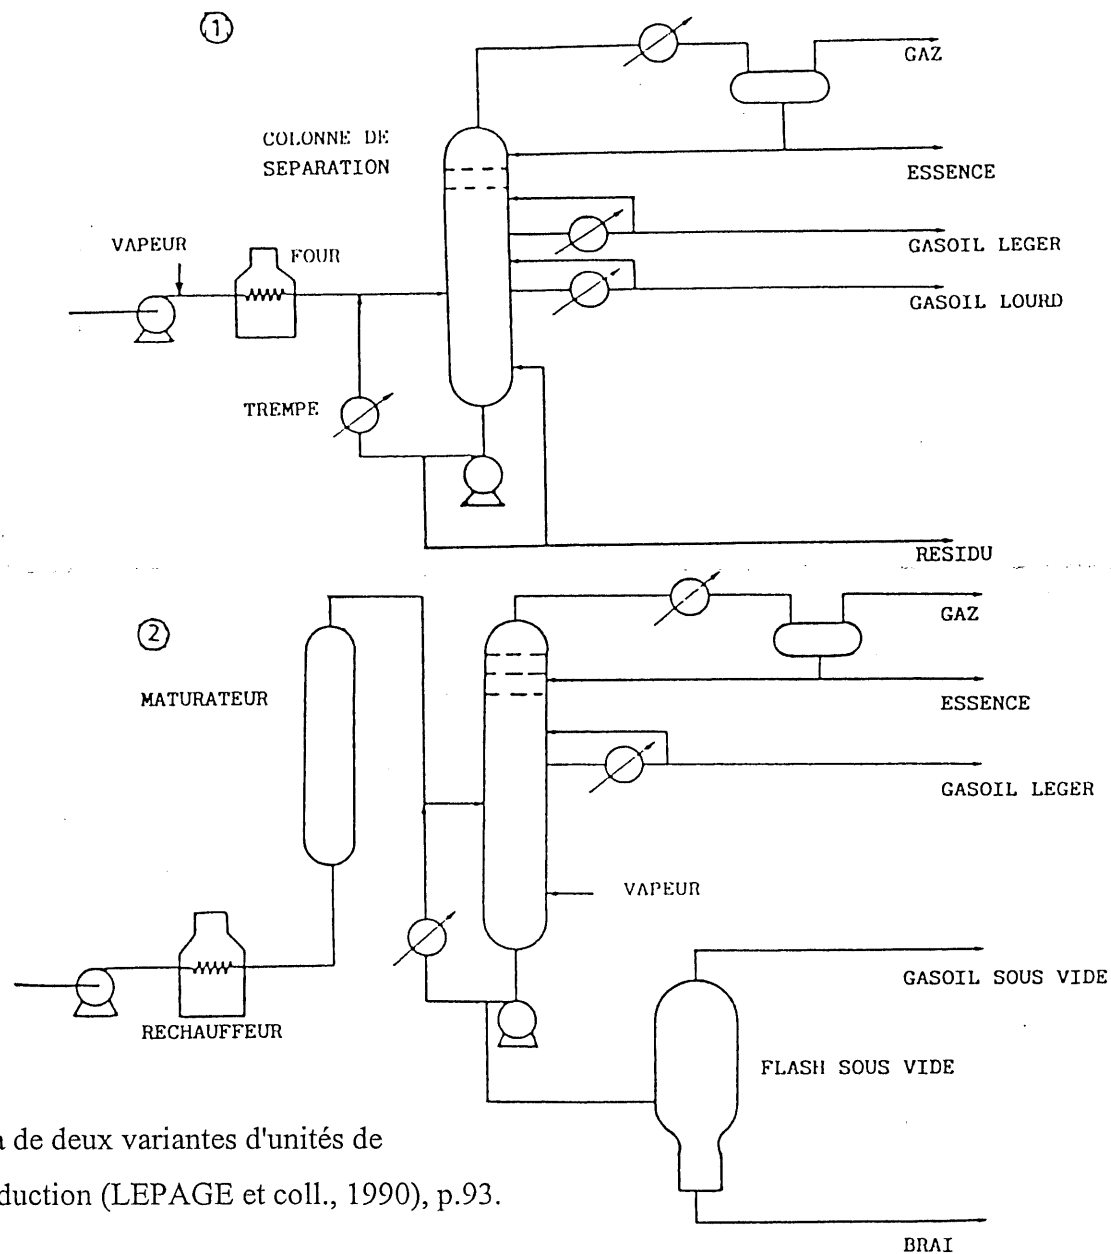 1
GAZ
COLONNE DE
SEPARATION
ESSENCE
VAPEUR
FOUR
GASOIL LEGER
GASOIL LOURD
TREMPE
RESIDU
2
GAZ
MATURATEUR
ESSENCE
GASOIL LEGER
VAPEUR
GASOIL SOUS VIDE
RECHAUFFEUR
FLASH SOUS VIDE
de deux variantes d'unités de
duction (LEPAGE et coll., 1990), p.93.
BRAI